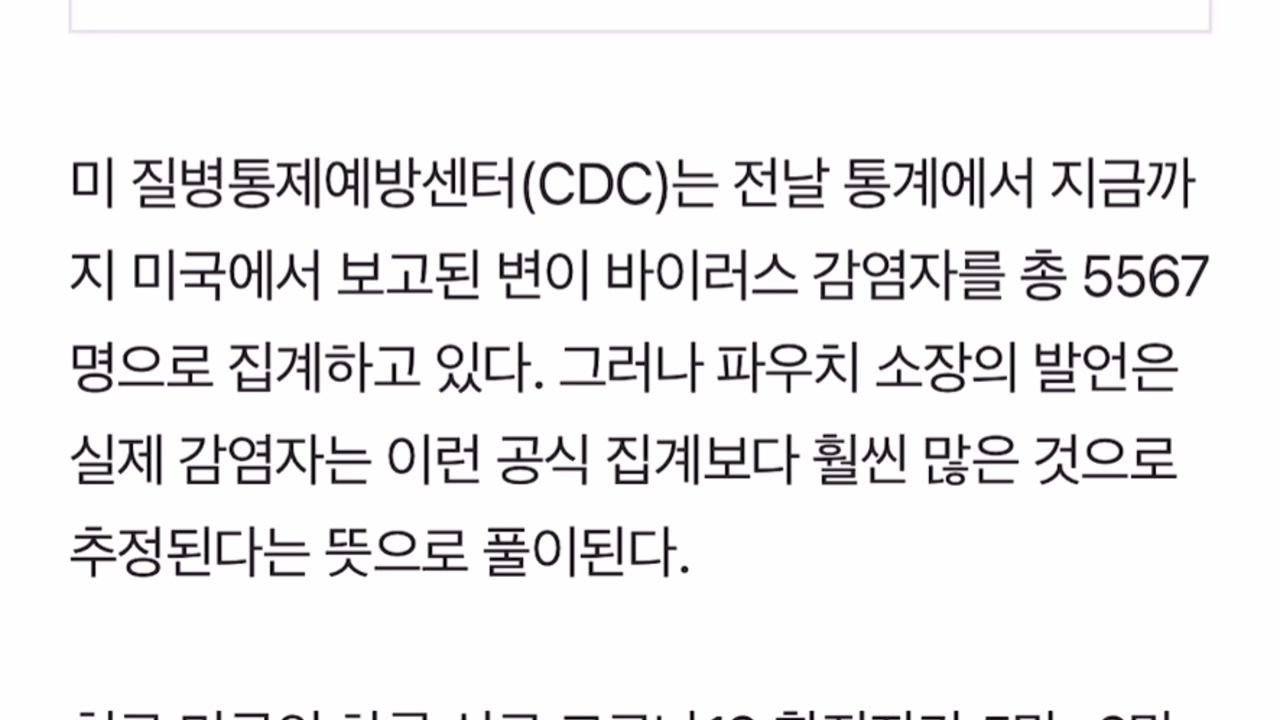 미 질병통제예방센터(CDC)는 전날 통계에서 지금까
지 미국에서 보고된 변이 바이러스 감염자를 총 5567
명으로 집계하고 있다. 그러나 파우치 소장의 발언은
실제 감염자는 이런 공식 집계보다 훨씬 많은 것으로
추정된다는 뜻으로 풀이된다.